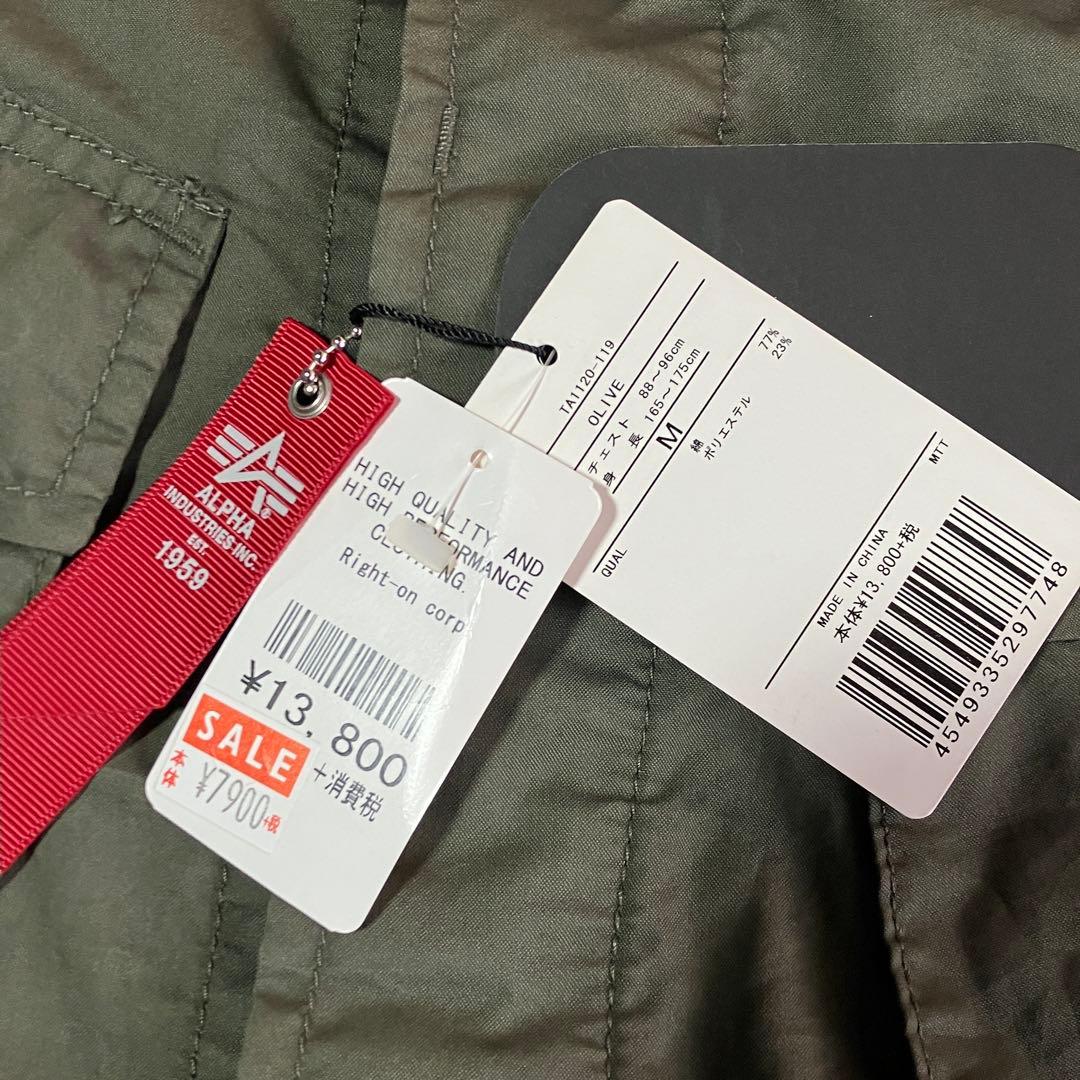 ALPHA
INDUSTRIES·INC.
EST.
1959
HIGH QUALITY AND
HIGH PERFORMANCE
CLOTHING.
Right-on corp
¥13,800
+消費税
SALE
本体
¥7900
+税
TA1120-119
OLIVE
チェスト 88～96cm
身 長 165～175cm
M
綿 77%
ポリエステル 23%
QUAL
MTT
MADE IN CHINA
本体¥13,800+税
4549335297748